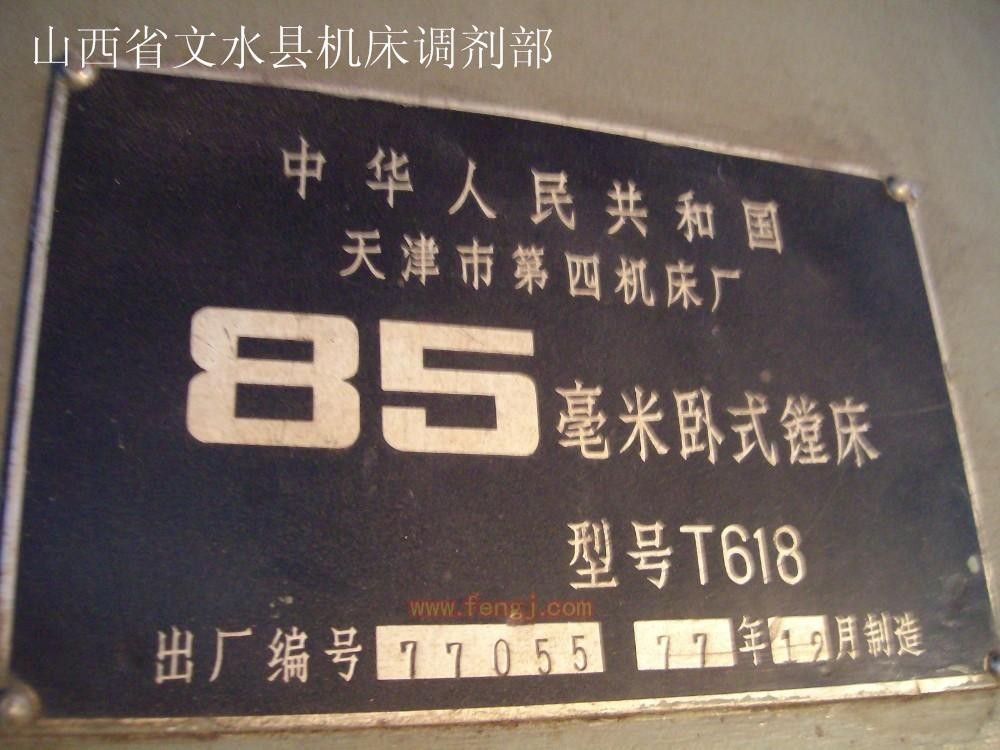 山西省文水县机床调剂部
中华人民共和国
天津市第四机床厂
85毫米卧式镗床
型号T618
www.fengj.com
出厂编号 77055 77年12月制造